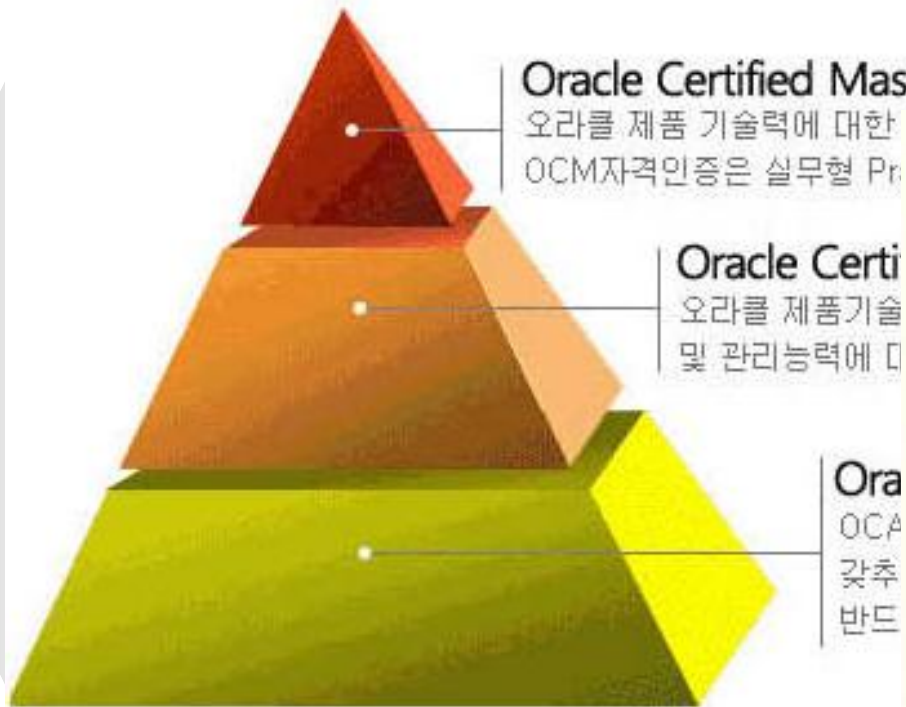 Oracle Certified Mas
오라클 제품 기술력에 대한
OCM자격인증은 실무형 Pra
Oracle Certi
오라클 제품기술
및 관리능력에
Ora
OCA
갖추
반드